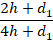 2h + d₁
4h + d₁